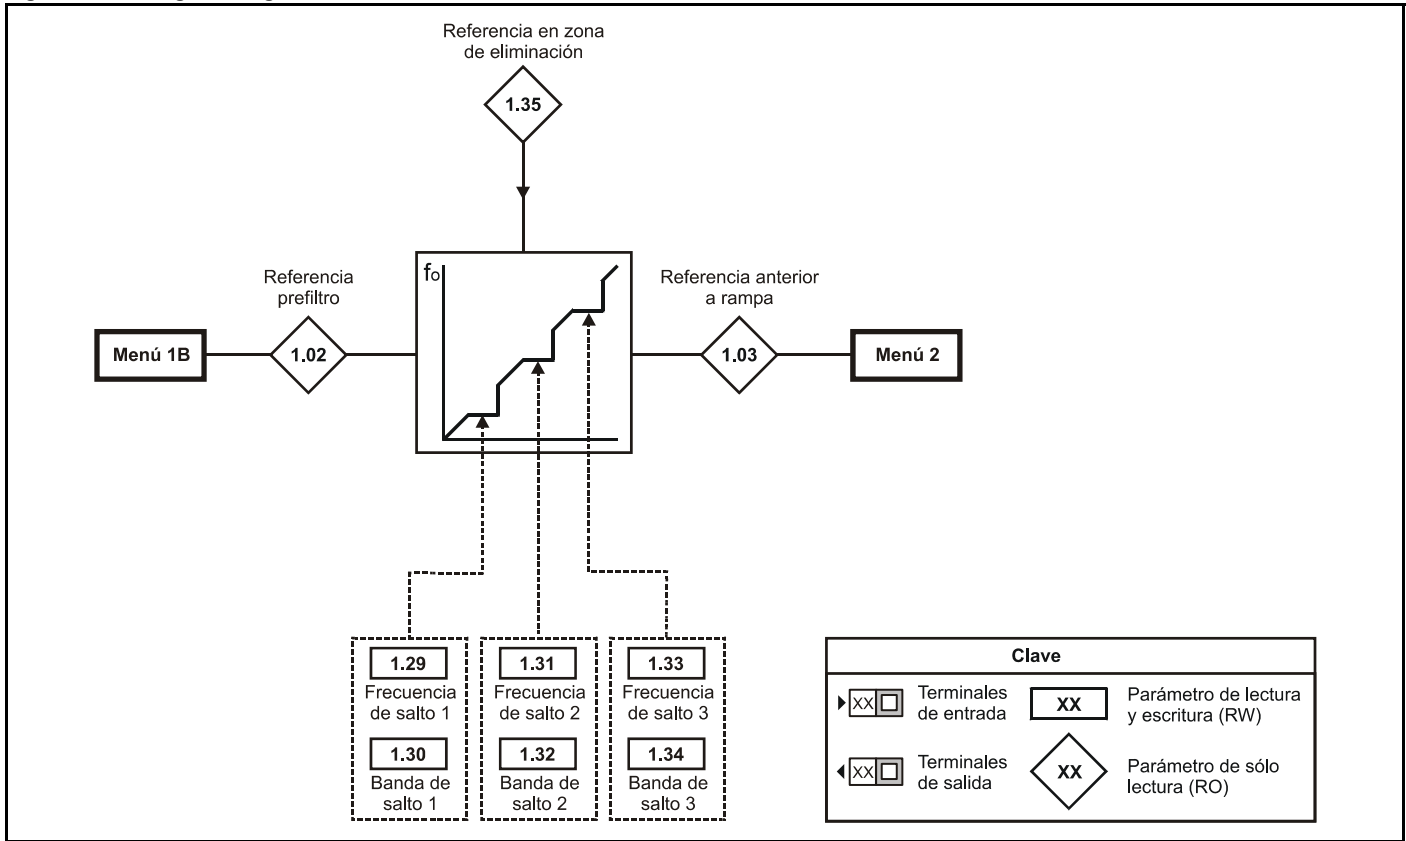 Referencia en zona
de eliminación
1.35
Referencia
prefiltro
fo
Referencia anterior
a rampa
Menú 1B
1.02
1.03
Menú 2
1.29
Frecuencia
de salto 1
1.30
Banda de
salto 1
1.31
Frecuencia
de salto 2
1.32
Banda de
salto 2
1.33
Frecuencia
de salto 3
1.34
Banda de
salto 3
Clave
XX
Terminales
de entrada
XX
Parámetro de lectura
y escritura (RW)
XX
Terminales
de salida
XX
Parámetro de sólo
lectura (RO)